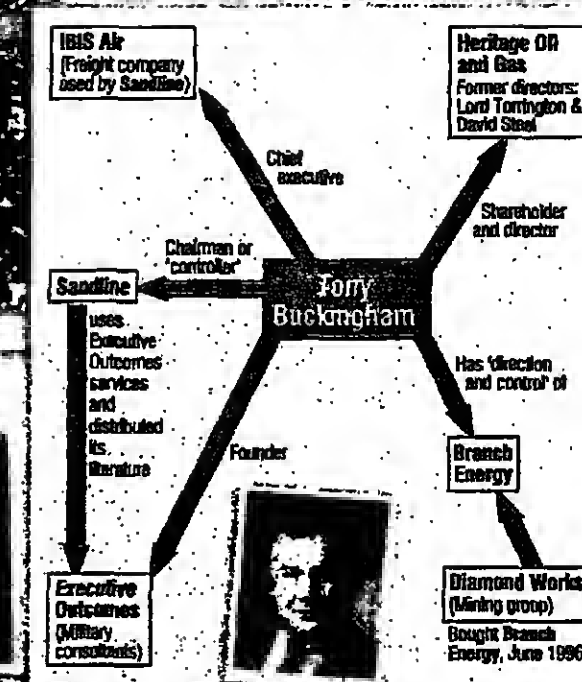 IBIS Air
(Freight company
used by Sandline)
Heritage Oil
and Gas
Former directors:
Lord Torrington &
David Steel
Chief
executive
Shareholder
and director
Chairman or
'controller'
Sandline
Tony
Buckingham
uses
Executive
Outcomes
services
and
distributed
its
literature
Has 'direction
and control' of
Founder
Branch
Energy
Executive
Outcomes
(Military
consultants)
Diamond Works
(Mining group)
Bought Branch
Energy, June 1996